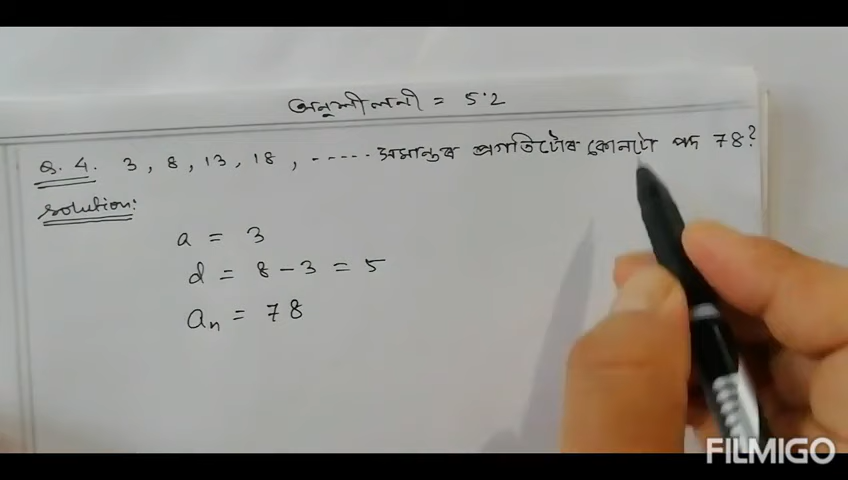 অনুশীলনী = 5.2
Q. 4. 3, 8, 13, 18, ----- সমান্তৰ প্ৰগতিটোৰ কোনটো পদ 78?
Solution:
a = 3
d = 8 - 3 = 5
aₙ = 78
FILMIGO